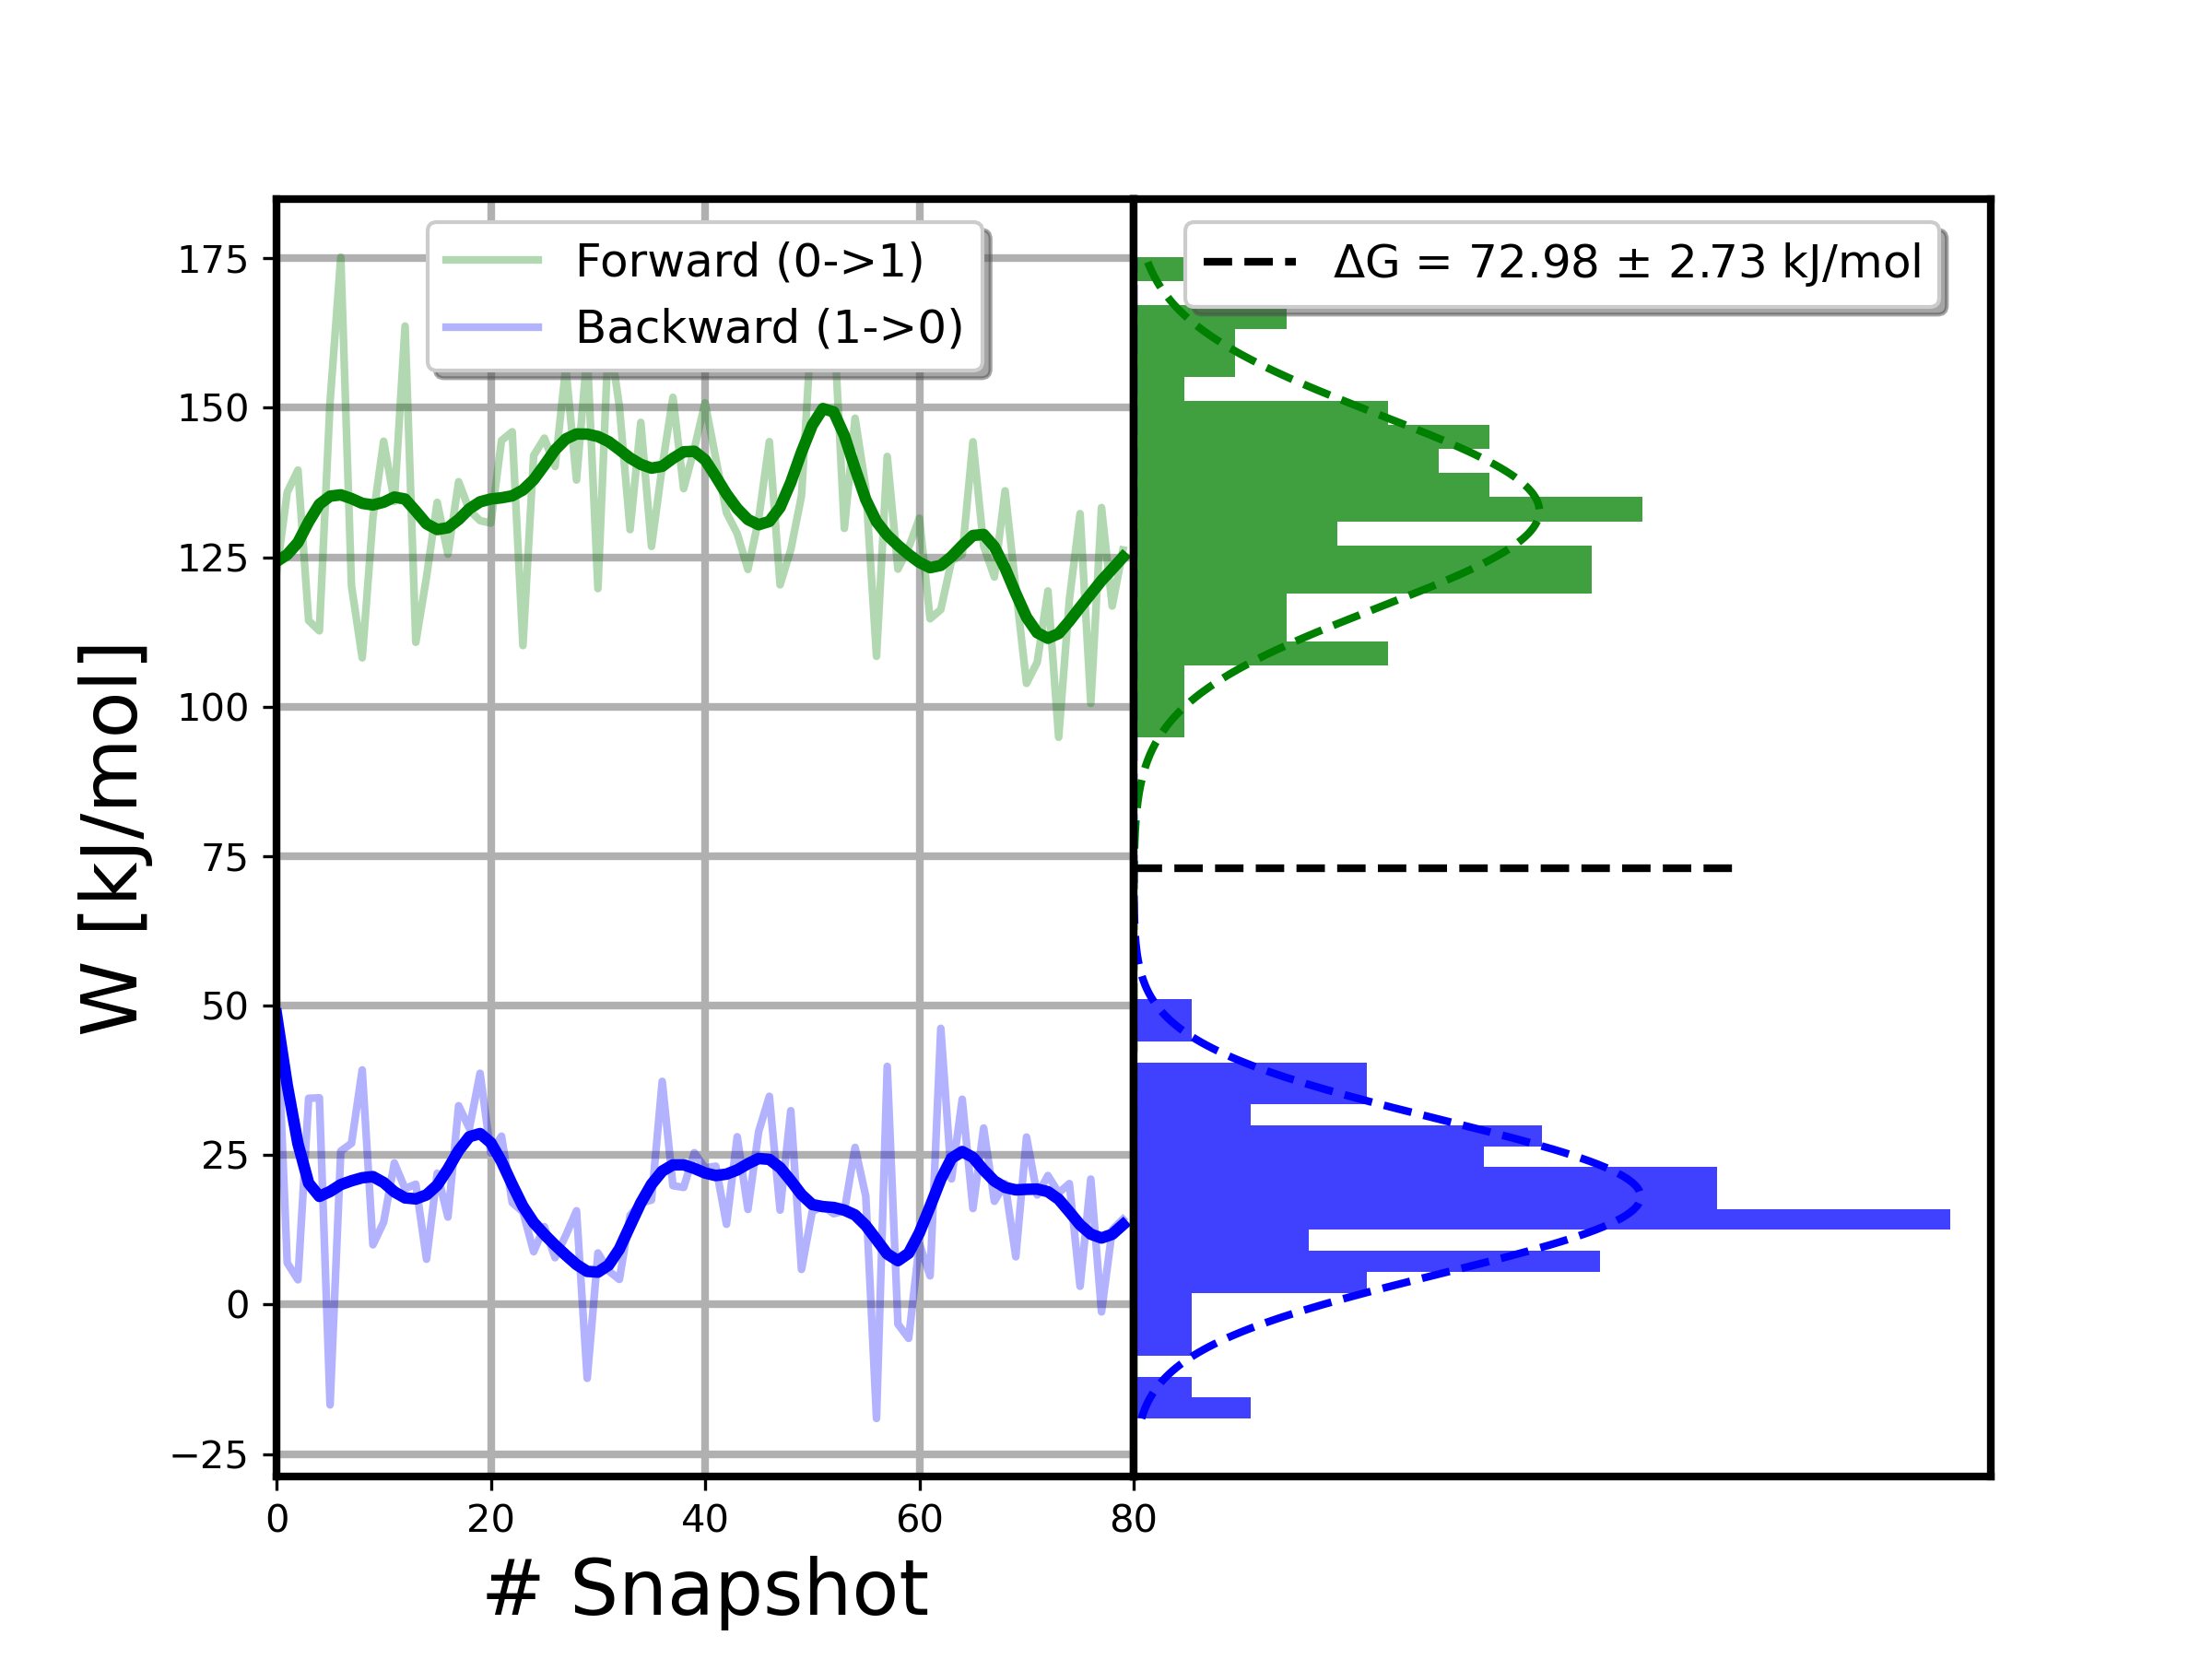 Forward (0->1)
Backward (1->0)
ΔG = 72.98 ± 2.73 kJ/mol
175
150
125
100
75
50
25
0
−25
W [kJ/mol]
0 20 40 60 80
# Snapshot